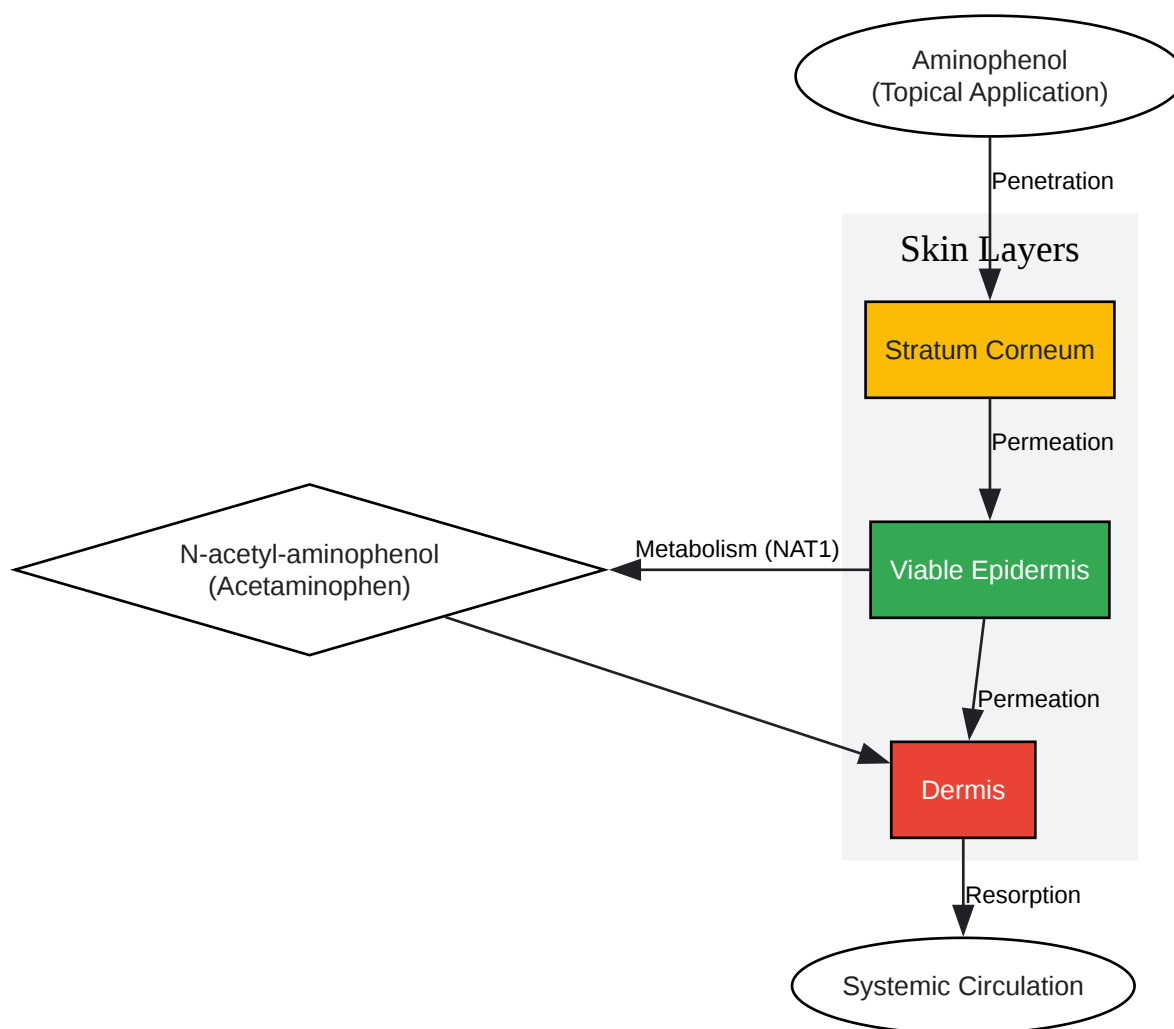 Aminophenol
(Topical Application)
Penetration
Skin Layers
Stratum Corneum
Permeation
N-acetyl-aminophenol
(Acetaminophen)
Metabolism (NAT1)
Viable Epidermis
Permeation
Dermis
Resorption
Systemic Circulation